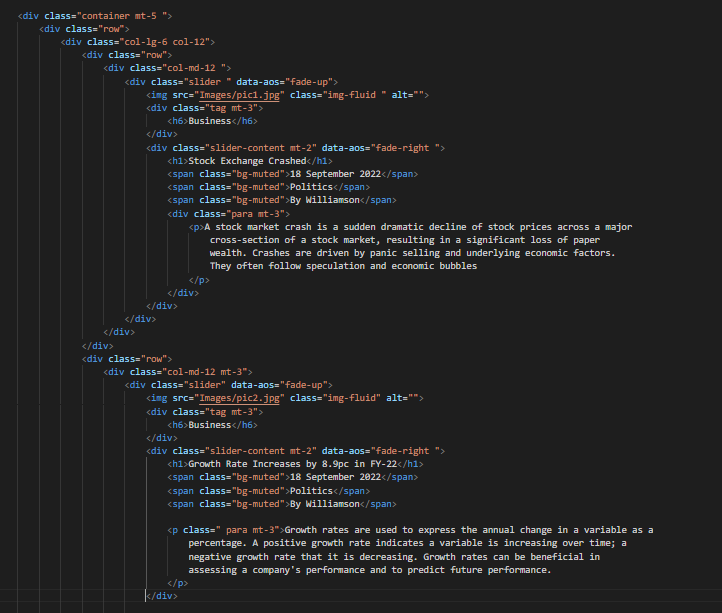 <div class="container mt-5 ">
<div class="row">
<div class="col-lg-6 col-12">
<div class="row">
<div class="col-md-12 ">
<div class="slider " data-aos="fade-up">
<img src="Images/pic1.jpg" class="img-fluid " alt="">
<div class="tag mt-3">
<h6>Business</h6>
</div>
<div class="slider-content mt-2" data-aos="fade-right ">
<h1>Stock Exchange Crashed</h1>
<span class="bg-muted">18 September 2022</span>
<span class="bg-muted">Politics</span>
<span class="bg-muted">By Williamson</span>
<div class="para mt-3">
<p>A stock market crash is a sudden dramatic decline of stock prices across a major
cross-section of a stock market, resulting in a significant loss of paper
wealth. Crashes are driven by panic selling and underlying economic factors.
They often follow speculation and economic bubbles
</p>
</div>
</div>
</div>
</div>
</div>
<div class="row">
<div class="col-md-12 mt-3">
<div class="slider" data-aos="fade-up">
<img src="Images/pic2.jpg" class="img-fluid" alt="">
<div class="tag mt-3">
<h6>Business</h6>
</div>
<div class="slider-content mt-2" data-aos="fade-right ">
<h1>Growth Rate Increases by 8.9pc in FY-22</h1>
<span class="bg-muted">18 September 2022</span>
<span class="bg-muted">Politics</span>
<span class="bg-muted">By Williamson</span>
<p class=" para mt-3">Growth rates are used to express the annual change in a variable as a
percentage. A positive growth rate indicates a variable is increasing over time; a
negative growth rate that it is decreasing. Growth rates can be beneficial in
assessing a company's performance and to predict future performance.
</p>
</div>